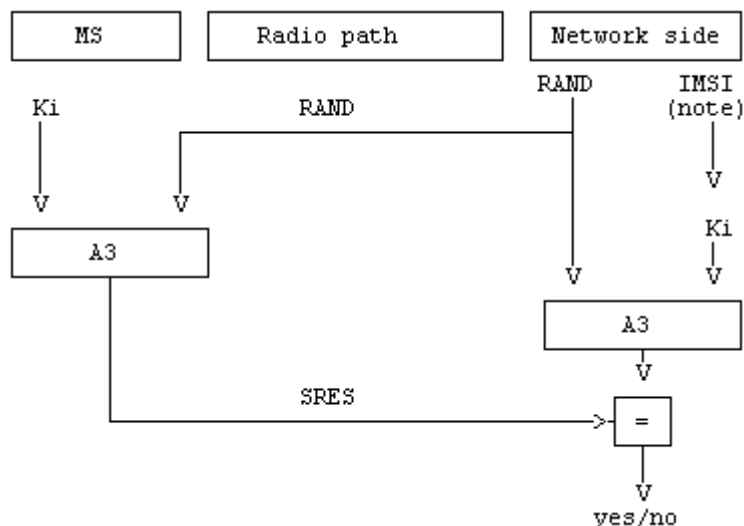 MS
Radio path
Network side
RAND
IMSI
(note)
Ki
RAND
Ki
A3
A3
SRES
=
yes/no